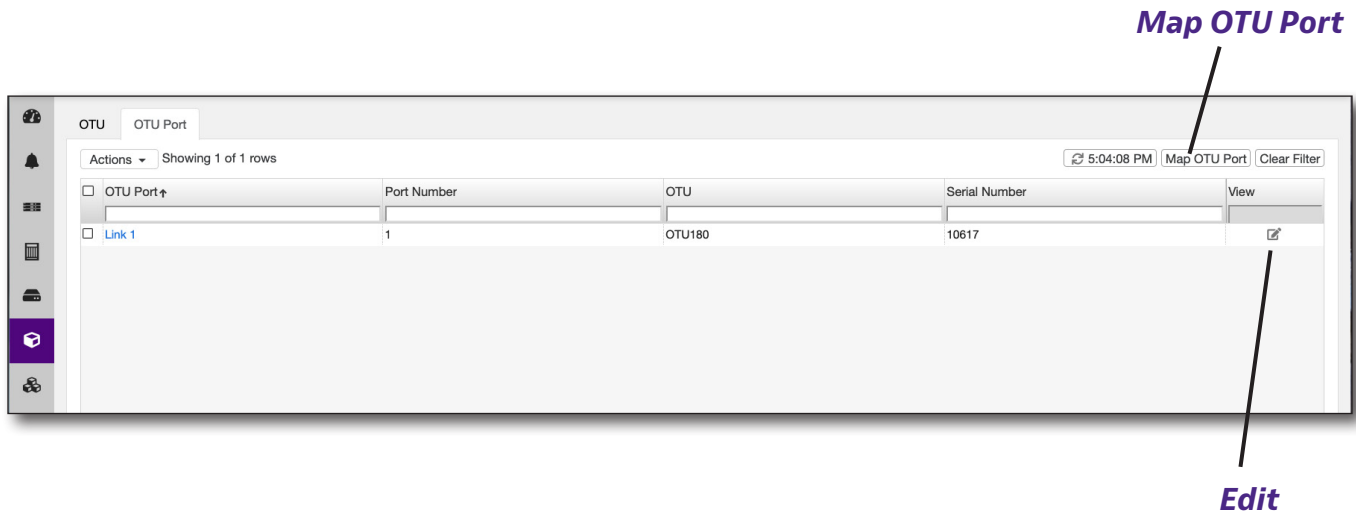 Map OTU Port
OTU OTU Port
Actions Showing 1 of 1 rows 5:04:08 PM Map OTU Port Clear Filter
OTU Port Port Number OTU Serial Number View
Link 1 1 OTU180 10617
Edit